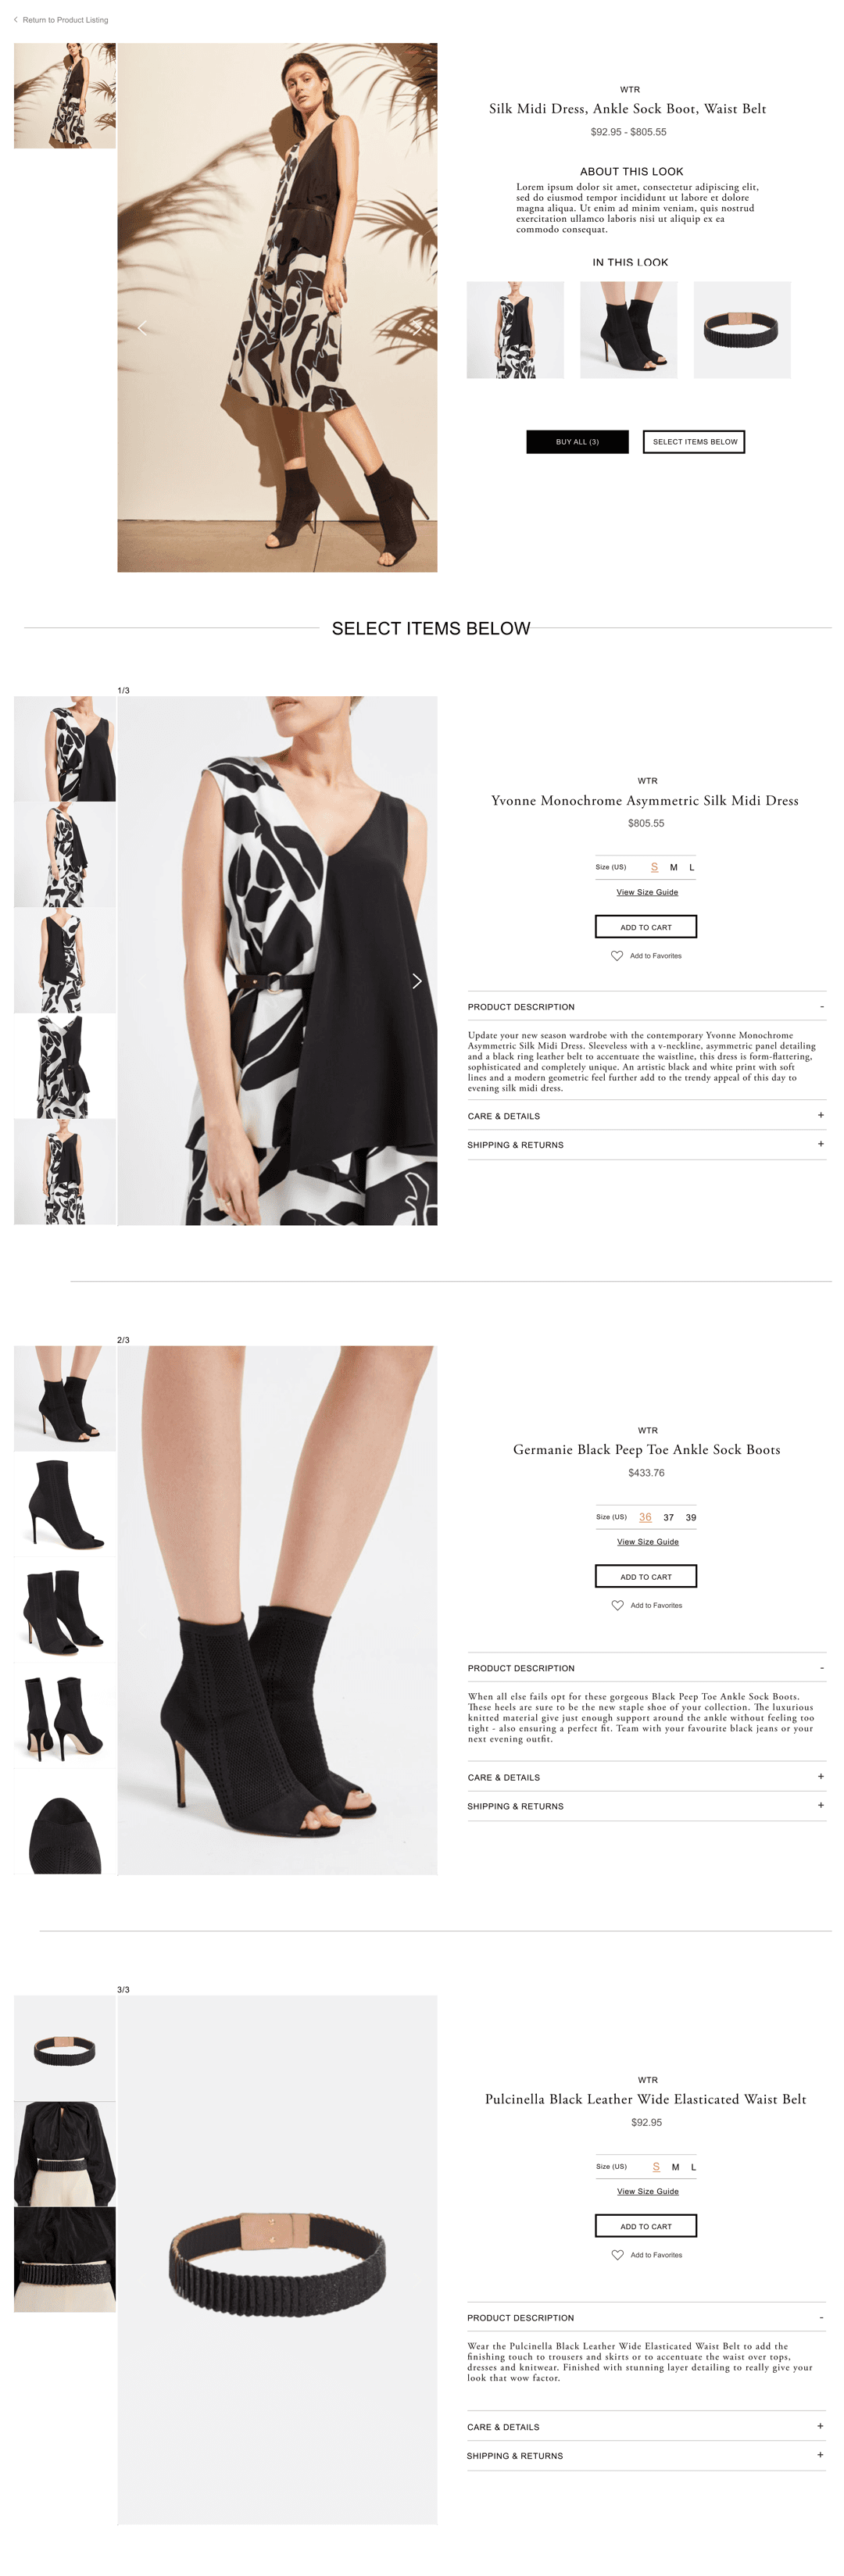 Return to Product Listing
WTR
Silk Midi Dress, Ankle Sock Boot, Waist Belt
$92.95 - $805.55
ABOUT THIS LOOK
Lorem ipsum dolor sit amet, consectetur adipiscing elit,
sed do eiusmod tempor incididunt ut labore et dolore
magna aliqua. Ut enim ad minim veniam, quis nostrud
exercitation ullamco laboris nisi ut aliquip ex ea
commodo consequat.
IN THIS LOOK
BUY ALL (3)
SELECT ITEMS BELOW
SELECT ITEMS BELOW
1/3
WTR
Yvonne Monochrome Asymmetric Silk Midi Dress
$805.55
Size (US) S M L
View Size Guide
ADD TO CART
Add to Favorites
PRODUCT DESCRIPTION -
Update your new season wardrobe with the contemporary Yvonne Monochrome
Asymmetric Silk Midi Dress. Sleeveless with a v-neckline, asymmetric panel detailing
and a black ring leather belt to accentuate the waistline, this dress is form-flattering,
sophisticated and completely unique. An artistic black and white print with soft
lines and a modern geometric feel further add to the trendy appeal of this day to
evening silk midi dress.
CARE & DETAILS +
SHIPPING & RETURNS +
2/3
WTR
Germanie Black Peep Toe Ankle Sock Boots
$433.76
Size (US) 36 37 39
View Size Guide
ADD TO CART
Add to Favorites
PRODUCT DESCRIPTION -
When all else fails opt for these gorgeous Black Peep Toe Ankle Sock Boots.
These heels are sure to be the new staple shoe of your collection. The luxurious
knitted material give just enough support around the ankle without feeling too
tight - also ensuring a perfect fit. Team with your favourite black jeans or your
next evening outfit.
CARE & DETAILS +
SHIPPING & RETURNS +
3/3
WTR
Pulcinella Black Leather Wide Elasticated Waist Belt
$92.95
Size (US) S M L
View Size Guide
ADD TO CART
Add to Favorites
PRODUCT DESCRIPTION -
Wear the Pulcinella Black Leather Wide Elasticated Waist Belt to add the
finishing touch to trousers and skirts or to accentuate the waist over tops,
dresses and knitwear. Finished with stunning layer detailing to really give your
look that wow factor.
CARE & DETAILS +
SHIPPING & RETURNS +